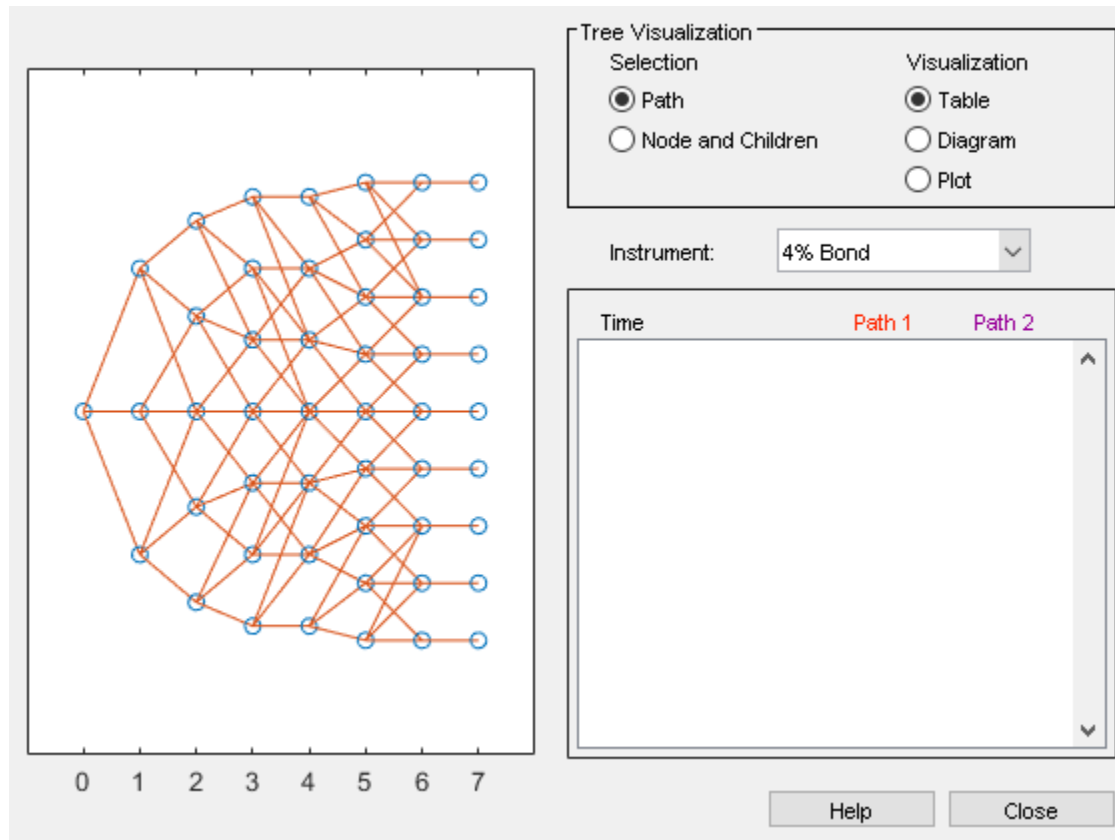 Tree Visualization
Selection Visualization
Path Table
Node and Children Diagram
Plot
Instrument: 4% Bond
Time Path 1 Path 2
0 1 2 3 4 5 6 7
Help Close